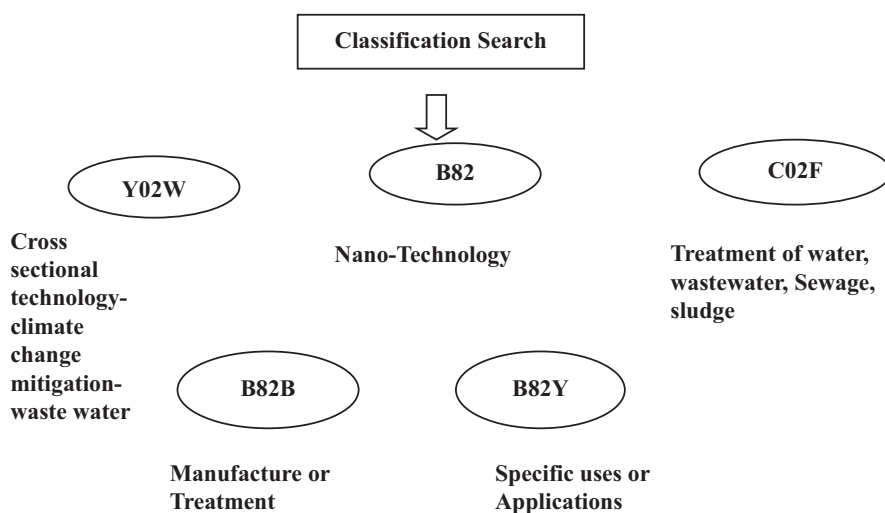 Classification Search
Y02W
B82
C02F
Cross
sectional
technology-
climate
change
mitigation-
waste water
Nano-Technology
Treatment of water,
wastewater, Sewage,
sludge
B82B
B82Y
Manufacture or
Treatment
Specific uses or
Applications